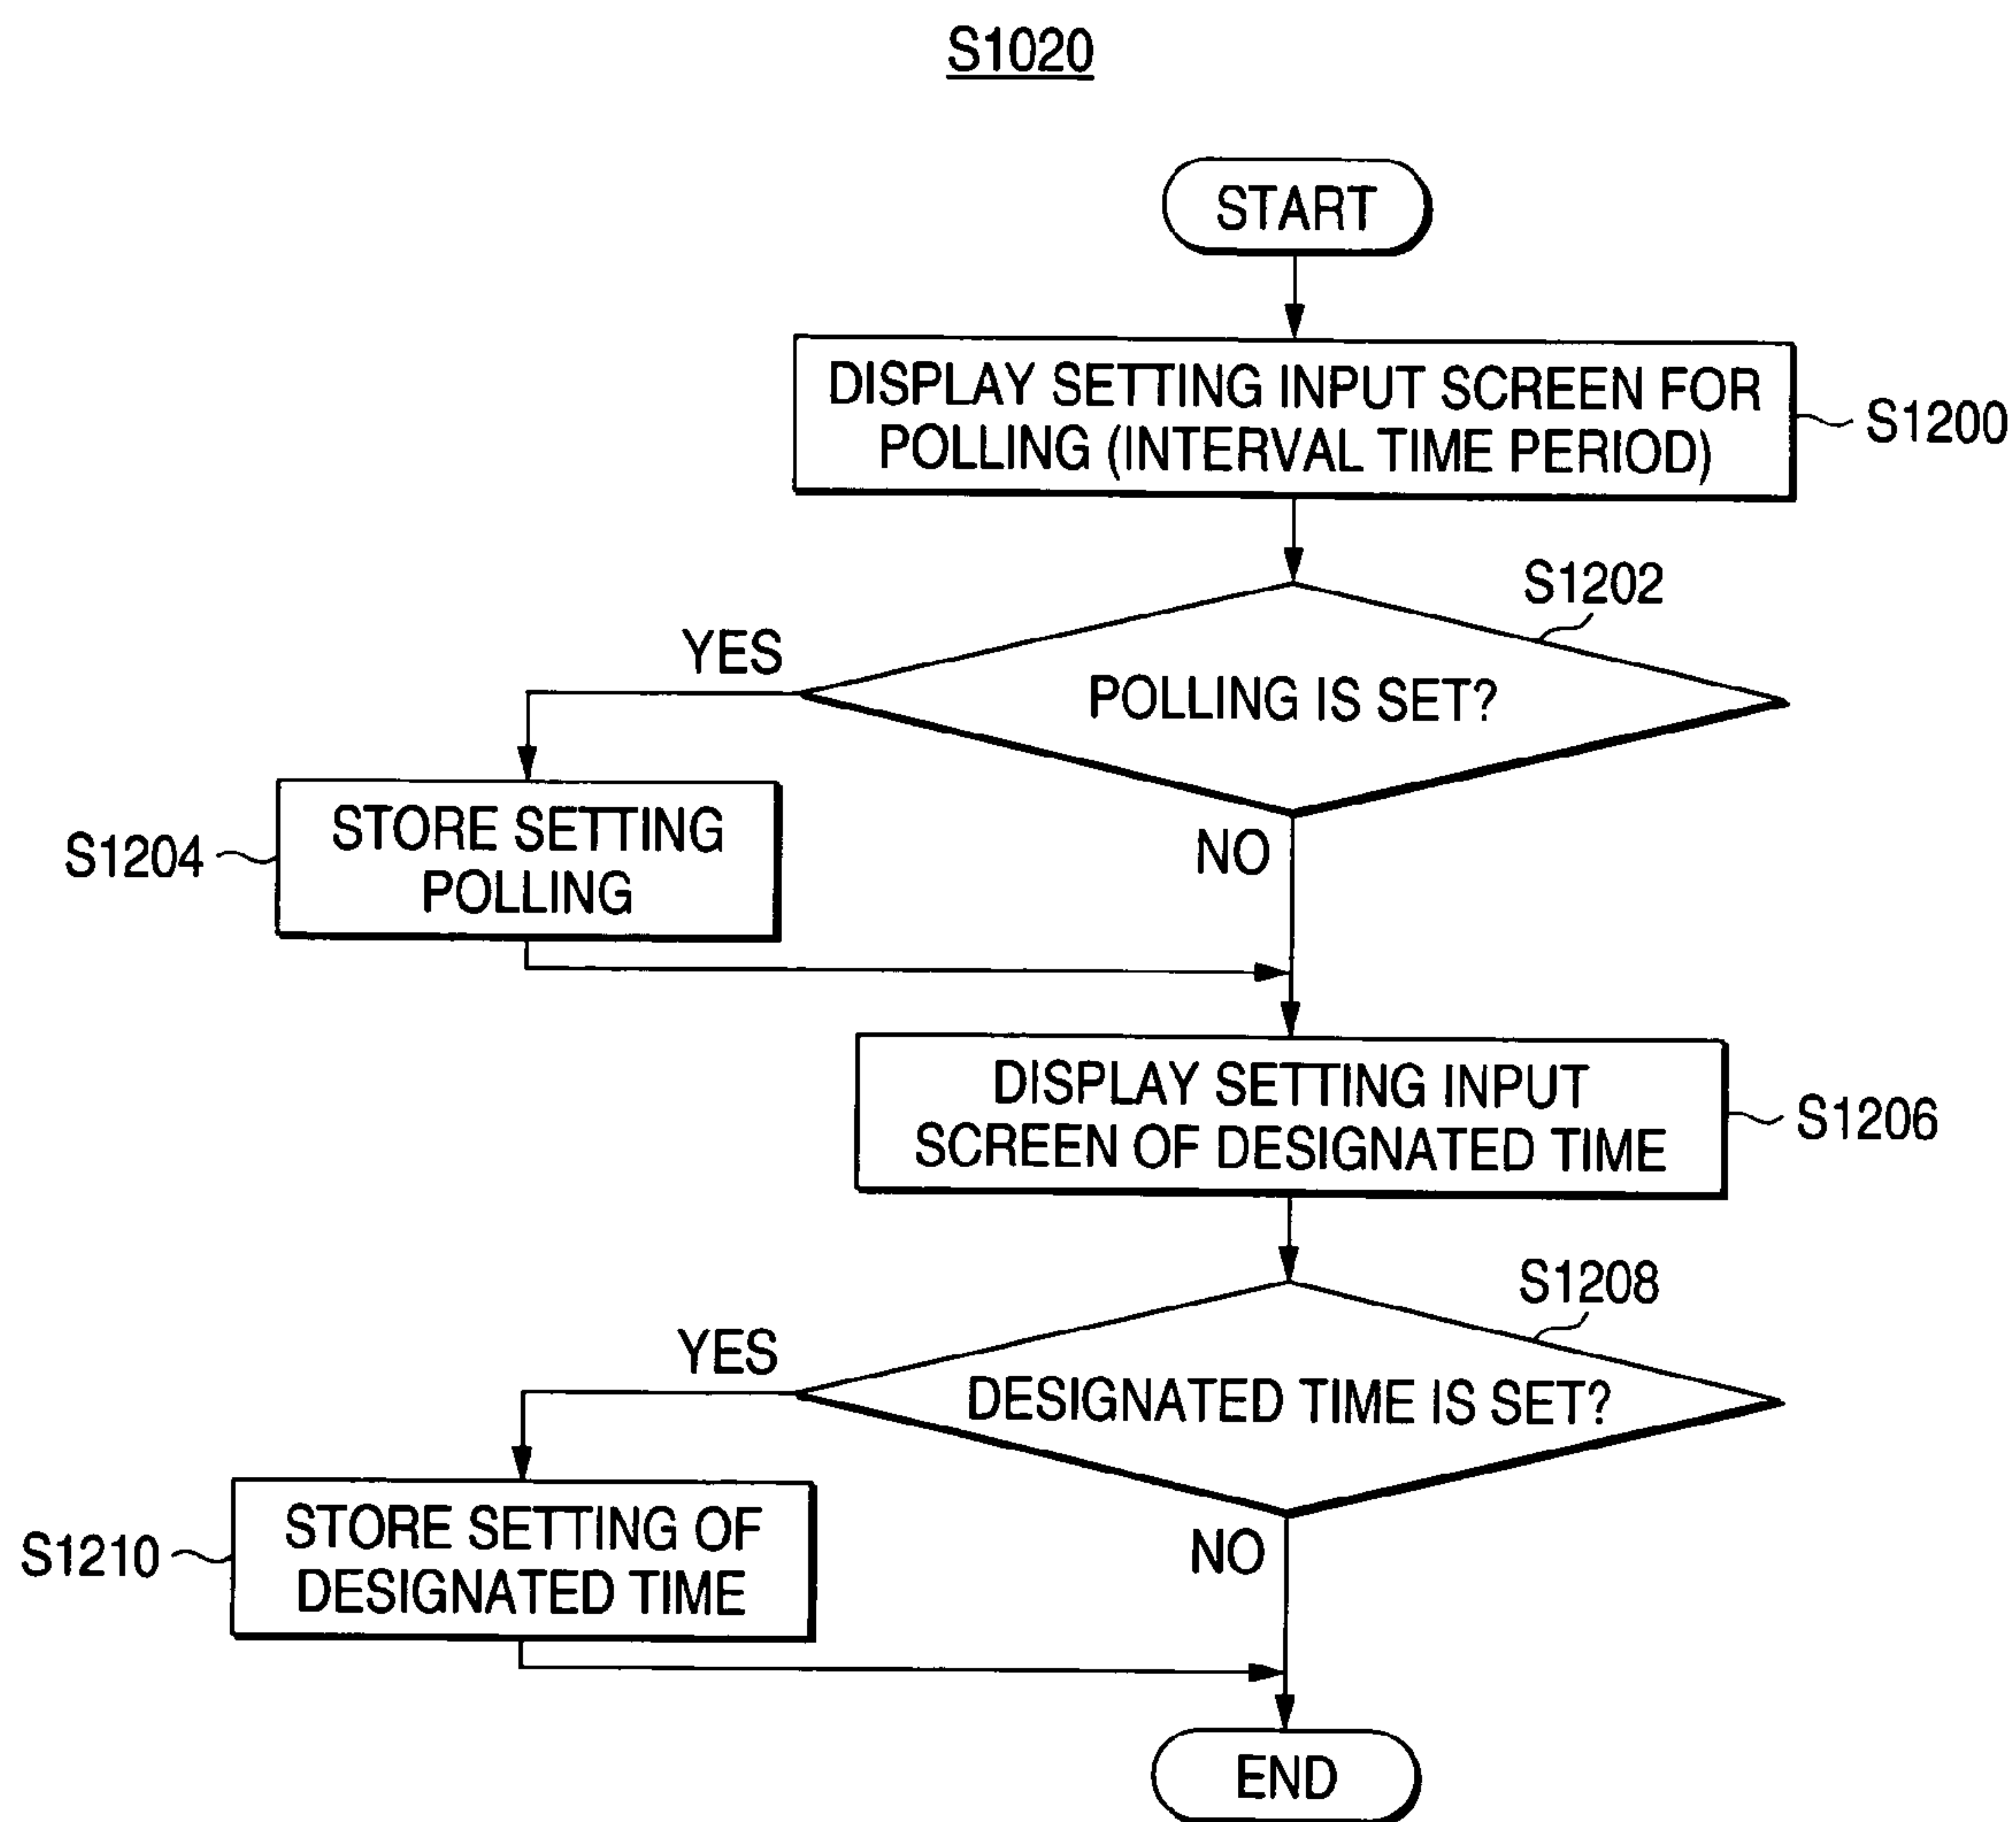 S1020
START
DISPLAY SETTING INPUT SCREEN FOR
POLLING (INTERVAL TIME PERIOD)
S1200
S1202
YES
POLLING IS SET?
STORE SETTING
POLLING
S1204
NO
DISPLAY SETTING INPUT
SCREEN OF DESIGNATED TIME
S1206
S1208
YES
DESIGNATED TIME IS SET?
STORE SETTING OF
DESIGNATED TIME
S1210
NO
END